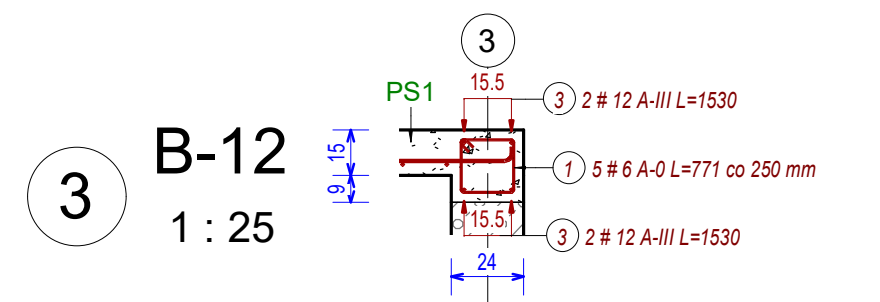 3
B-12
1 : 25
3
15.5
PS1
3 2 # 12 A-III L=1530
15
1 5 # 6 A-0 L=771 co 250 mm
9
15.5
3 2 # 12 A-III L=1530
24